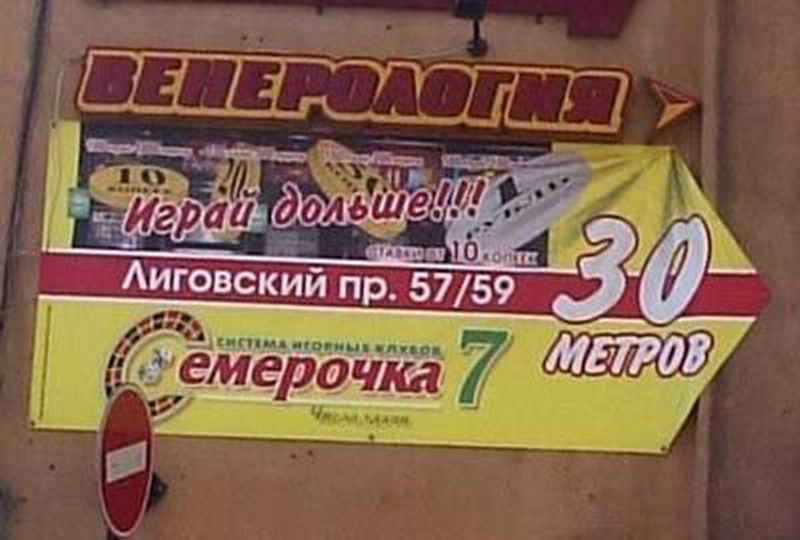 ВЕНЕРОЛОГИЯ
10
КОПЕЕК
Играй дольше!!!
СТАВКИ ОТ 10 КОПЕЕК
Лиговский пр. 57/59
30
МЕТРОВ
СИСТЕМА ИГОРНЫХ КЛУБОВ
Семерочка 7